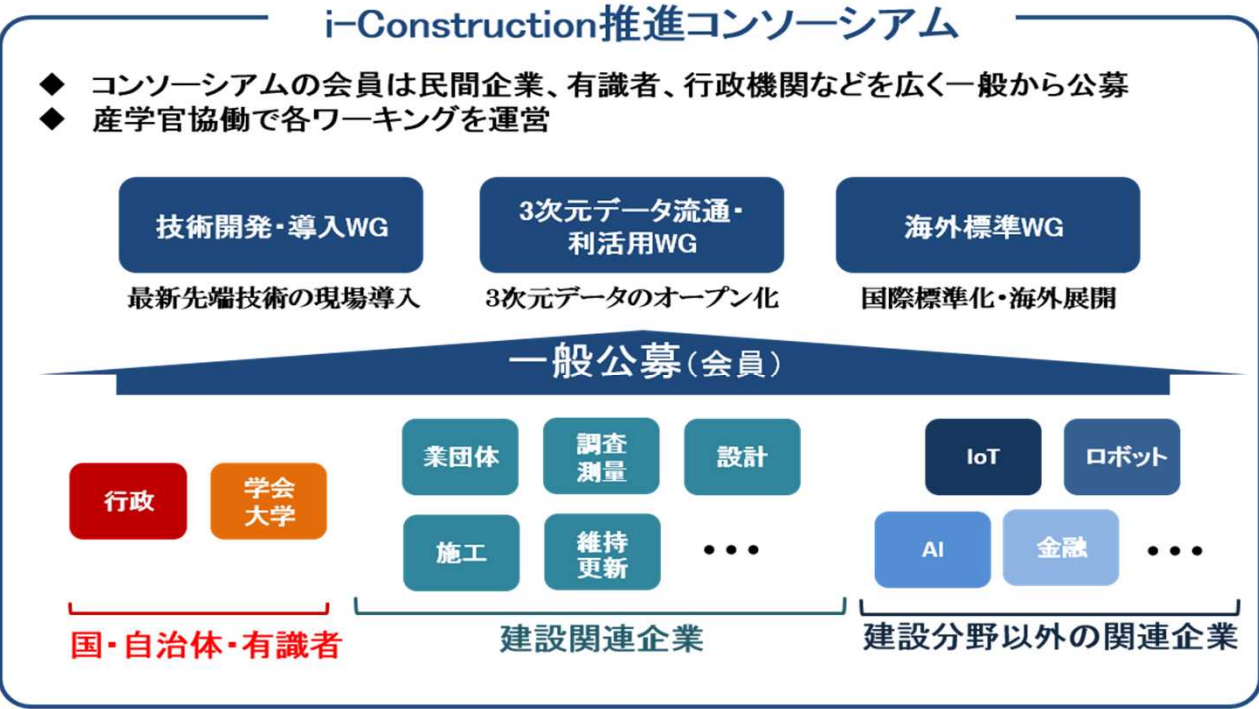 i-Construction推進コンソーシアム
◆ コンソーシアムの会員は民間企業、有識者、行政機関などを広く一般から公募
◆ 産学官協働で各ワーキングを運営
技術開発・導入WG
3次元データ流通・
利活用WG
海外標準WG
最新先端技術の現場導入
3次元データのオープン化
国際標準化・海外展開
一般公募(会員)
行政
学会
大学
業団体
調査
測量
設計
施工
維持
更新
・・・
IoT
ロボット
AI
金融
・・・
国・自治体・有識者
建設関連企業
建設分野以外の関連企業